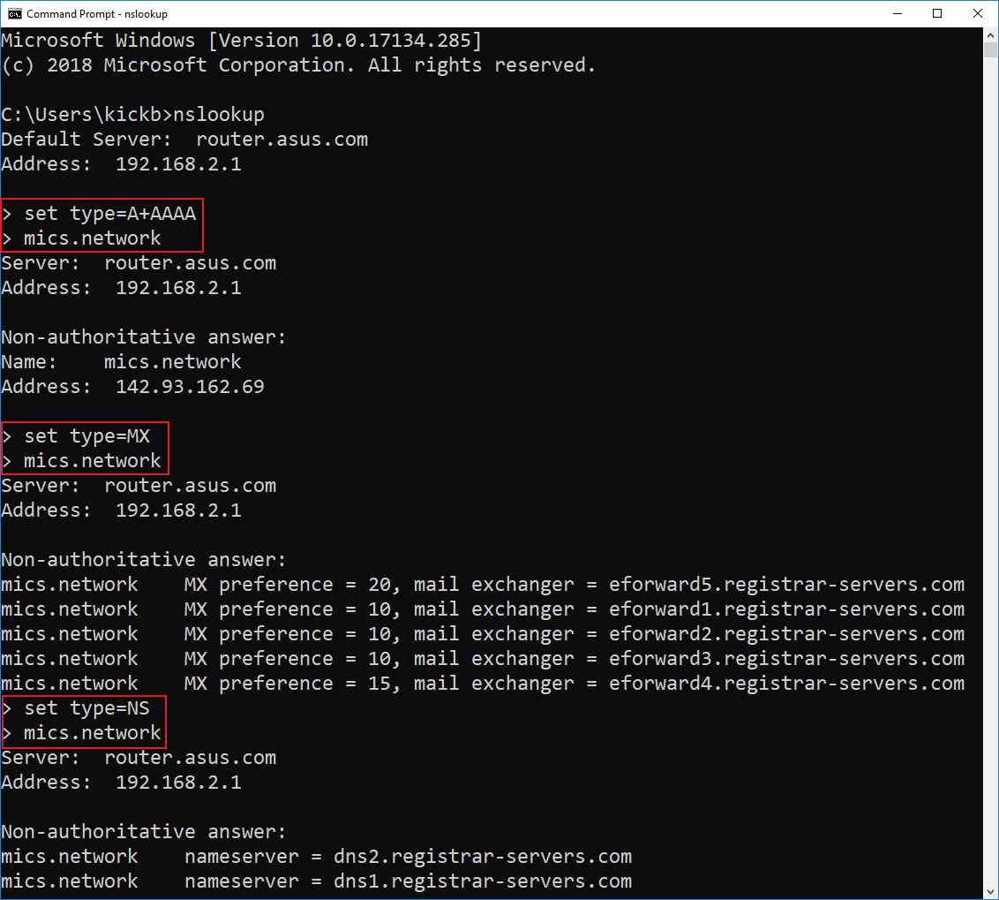 Command Prompt - nslookup
Microsoft Windows [Version 10.0.17134.285]
(c) 2018 Microsoft Corporation. All rights reserved.
C:\Users\kickb>nslookup
Default Server:  router.asus.com
Address:  192.168.2.1
> set type=A+AAAA
> mics.network
Server:  router.asus.com
Address:  192.168.2.1
Non-authoritative answer:
Name:    mics.network
Address:  142.93.162.69
> set type=MX
> mics.network
Server:  router.asus.com
Address:  192.168.2.1
Non-authoritative answer:
mics.network    MX preference = 20, mail exchanger = eforward5.registrar-servers.com
mics.network    MX preference = 10, mail exchanger = eforward1.registrar-servers.com
mics.network    MX preference = 10, mail exchanger = eforward2.registrar-servers.com
mics.network    MX preference = 10, mail exchanger = eforward3.registrar-servers.com
mics.network    MX preference = 15, mail exchanger = eforward4.registrar-servers.com
> set type=NS
> mics.network
Server:  router.asus.com
Address:  192.168.2.1
Non-authoritative answer:
mics.network    nameserver = dns2.registrar-servers.com
mics.network    nameserver = dns1.registrar-servers.com